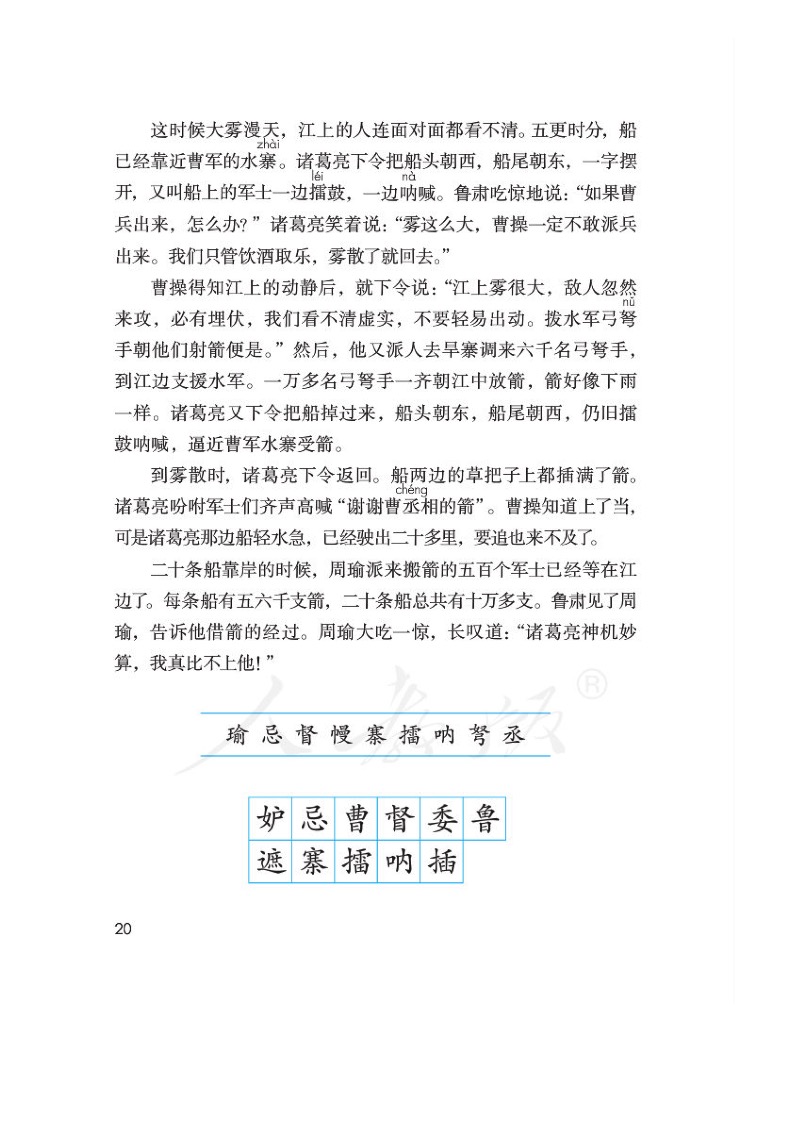 这时候大雾漫天，江上的人连面对面都看不清。五更时分，船
zhài
已经靠近曹军的水寨。诸葛亮下令把船头朝西，船尾朝东，一字摆
léi nà
开，又叫船上的军士一边擂鼓，一边呐喊。鲁肃吃惊地说：“如果曹
兵出来，怎么办？”诸葛亮笑着说：“雾这么大，曹操一定不敢派兵
出来。我们只管饮酒取乐，雾散了就回去。”
曹操得知江上的动静后，就下令说：“江上雾很大，敌人忽然
nǔ
来攻，必有埋伏，我们看不清虚实，不要轻易出动。拨水军弓弩
手朝他们射箭便是。”然后，他又派人去旱寨调来六千名弓弩手，
到江边支援水军。一万多名弓弩手一齐朝江中放箭，箭好像下雨
一样。诸葛亮又下令把船掉过来，船头朝东，船尾朝西，仍旧擂
鼓呐喊，逼近曹军水寨受箭。
到雾散时，诸葛亮下令返回。船两边的草把子上都插满了箭。
chéng
诸葛亮吩咐军士们齐声高喊“谢谢曹丞相的箭”。曹操知道上了当，
可是诸葛亮那边船轻水急，已经驶出二十多里，要追也来不及了。
二十条船靠岸的时候，周瑜派来搬箭的五百个军士已经等在江
边了。每条船有五六千支箭，二十条船总共有十万多支。鲁肃见了周
瑜，告诉他借箭的经过。周瑜大吃一惊，长叹道：“诸葛亮神机妙
算，我真比不上他！”
人教版®
瑜 忌 督 幔 寨 擂 呐 弩 丞
妒 忌 曹 督 委 鲁
遮 寨 擂 呐 插
20